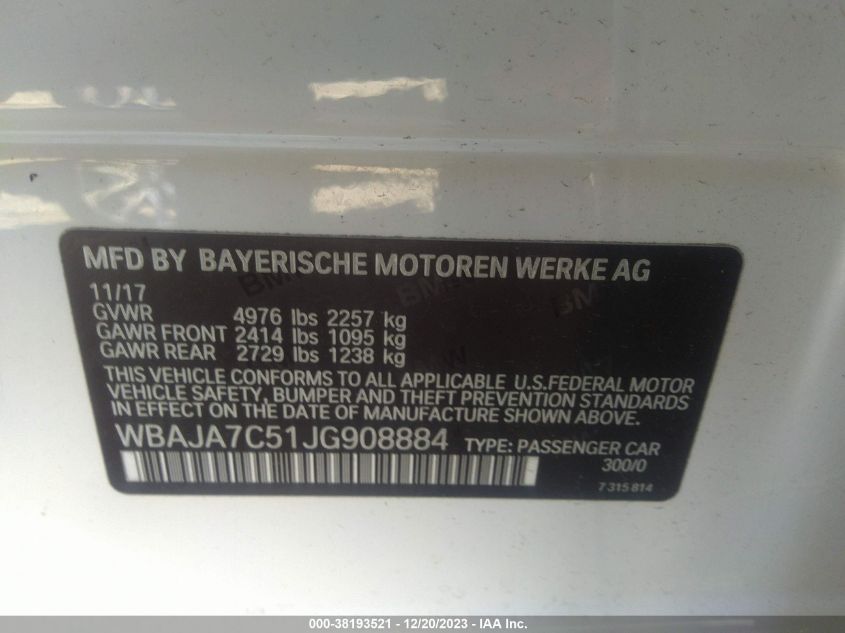 MFD BY BAYERISCHE MOTOREN WERKE AG
11/17
GVWR 4976 lbs 2257 kg
GAWR FRONT 2414 lbs 1095 kg
GAWR REAR 2729 lbs 1238 kg
THIS VEHICLE CONFORMS TO ALL APPLICABLE U.S.FEDERAL MOTOR
VEHICLE SAFETY, BUMPER AND THEFT PREVENTION STANDARDS
IN EFFECT ON THE DATE OF MANUFACTURE SHOWN ABOVE.
WBAJA7C51JG908884 TYPE: PASSENGER CAR
300/0
7315814
000-38193521 - 12/20/2023 - IAA Inc.